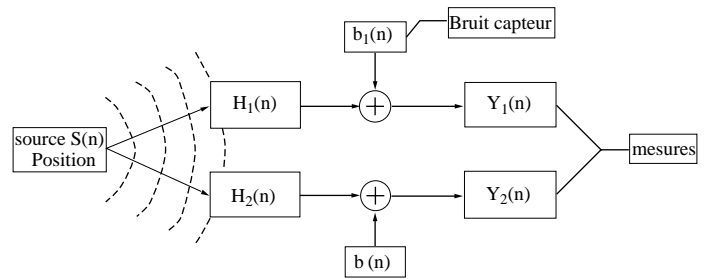 b₁(n)
Bruit capteur
H₁(n)
Y₁(n)
source S(n)
Position
mesures
H₂(n)
Y₂(n)
b (n)